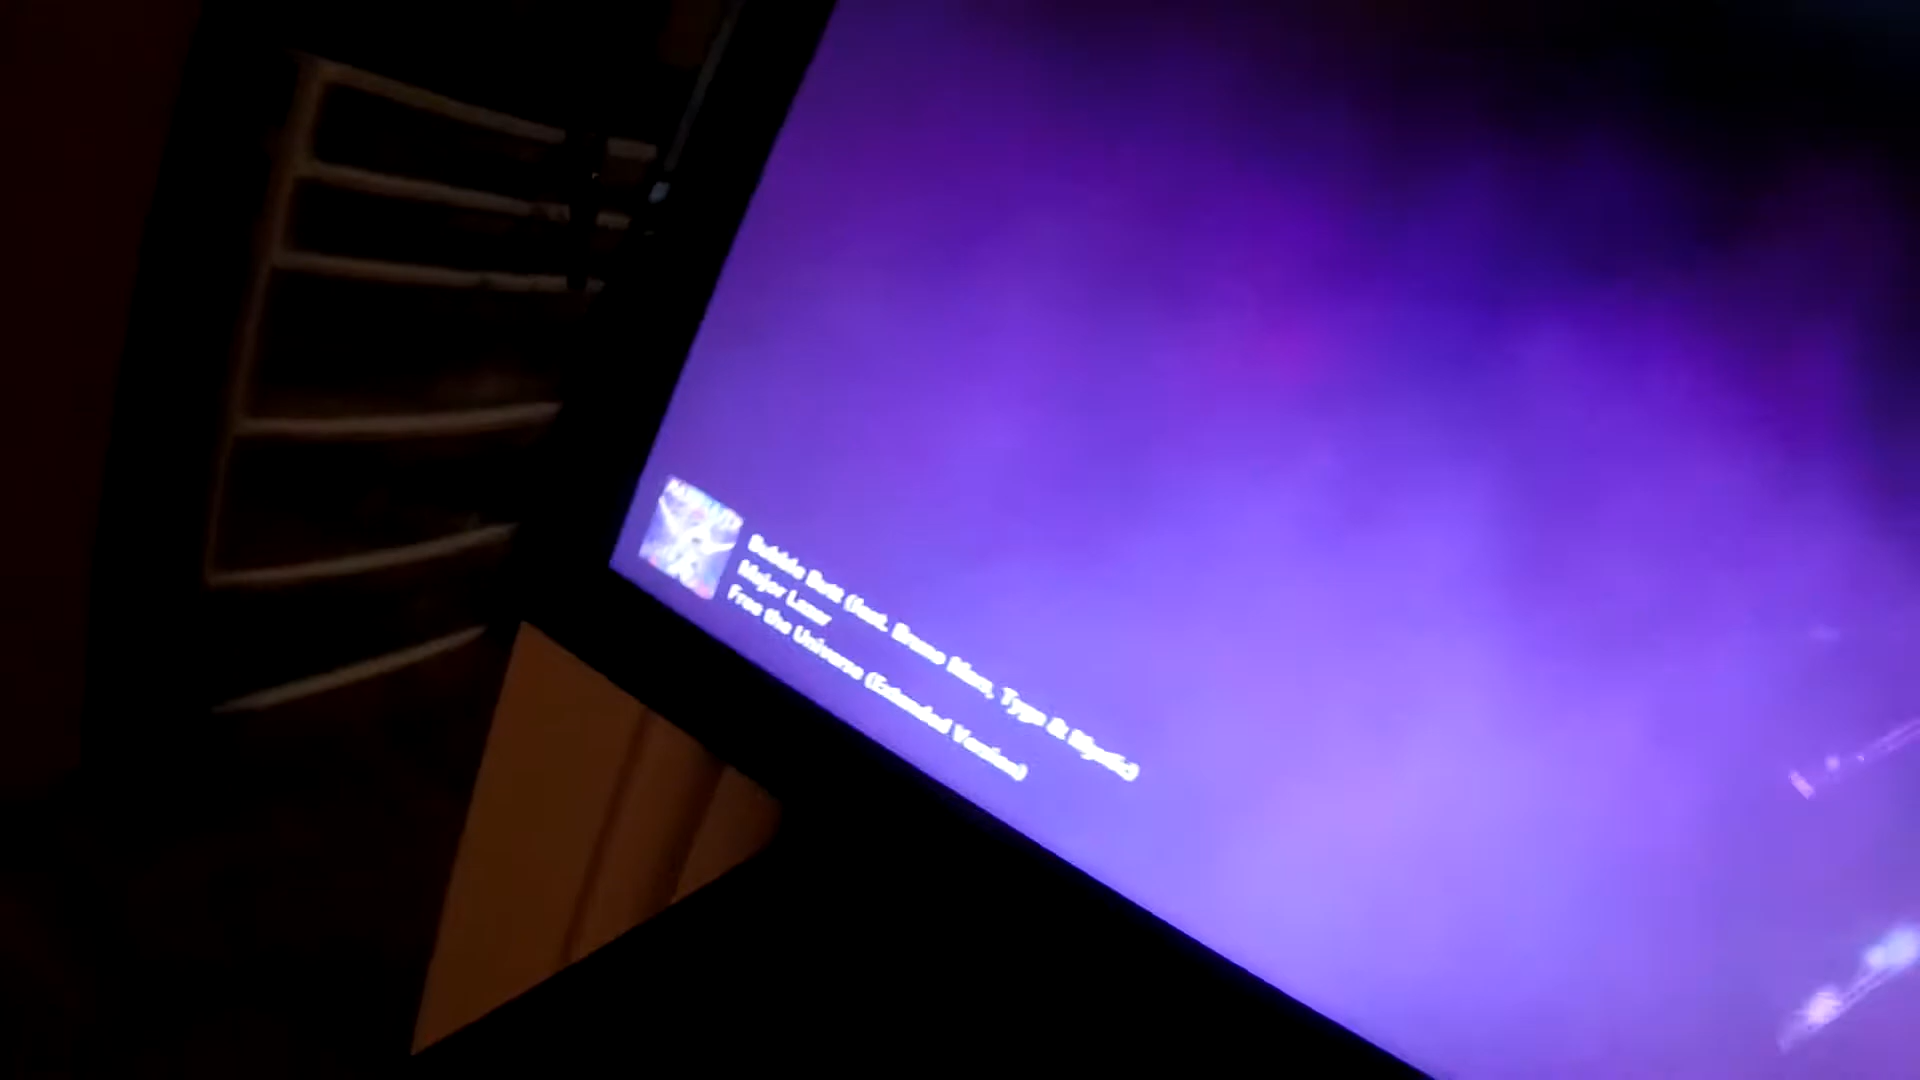 Bubble Butt (feat. Bruno Mars, Tyga & Mystic)
Major Lazer
Free the Universe (Extended Version)